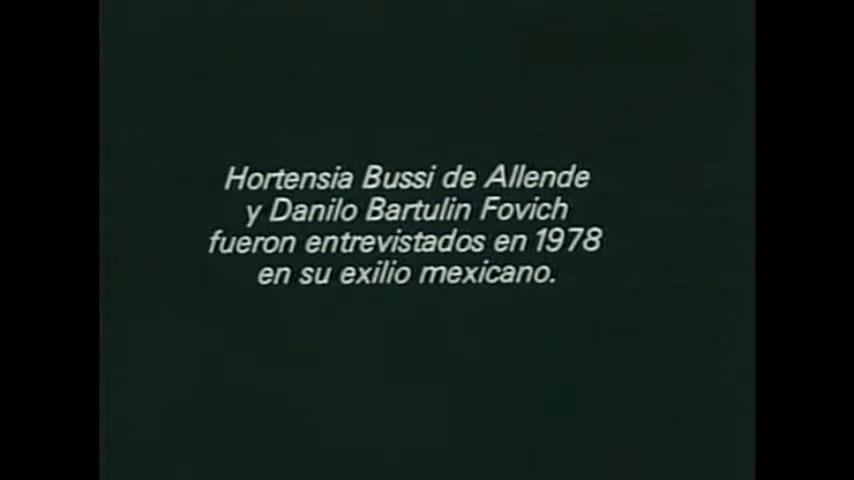 Hortensia Bussi de Allende
y Danilo Bartulin Fovich
fueron entrevistados en 1978
en su exilio mexicano.